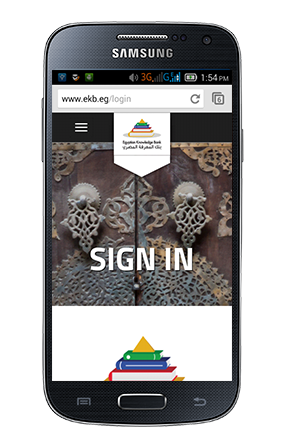 SAMSUNG
3G G 1:54 PM
www.ekb.eg/login 6
Egyptian Knowledge Bank
بنك المعرفة المصري
SIGN IN